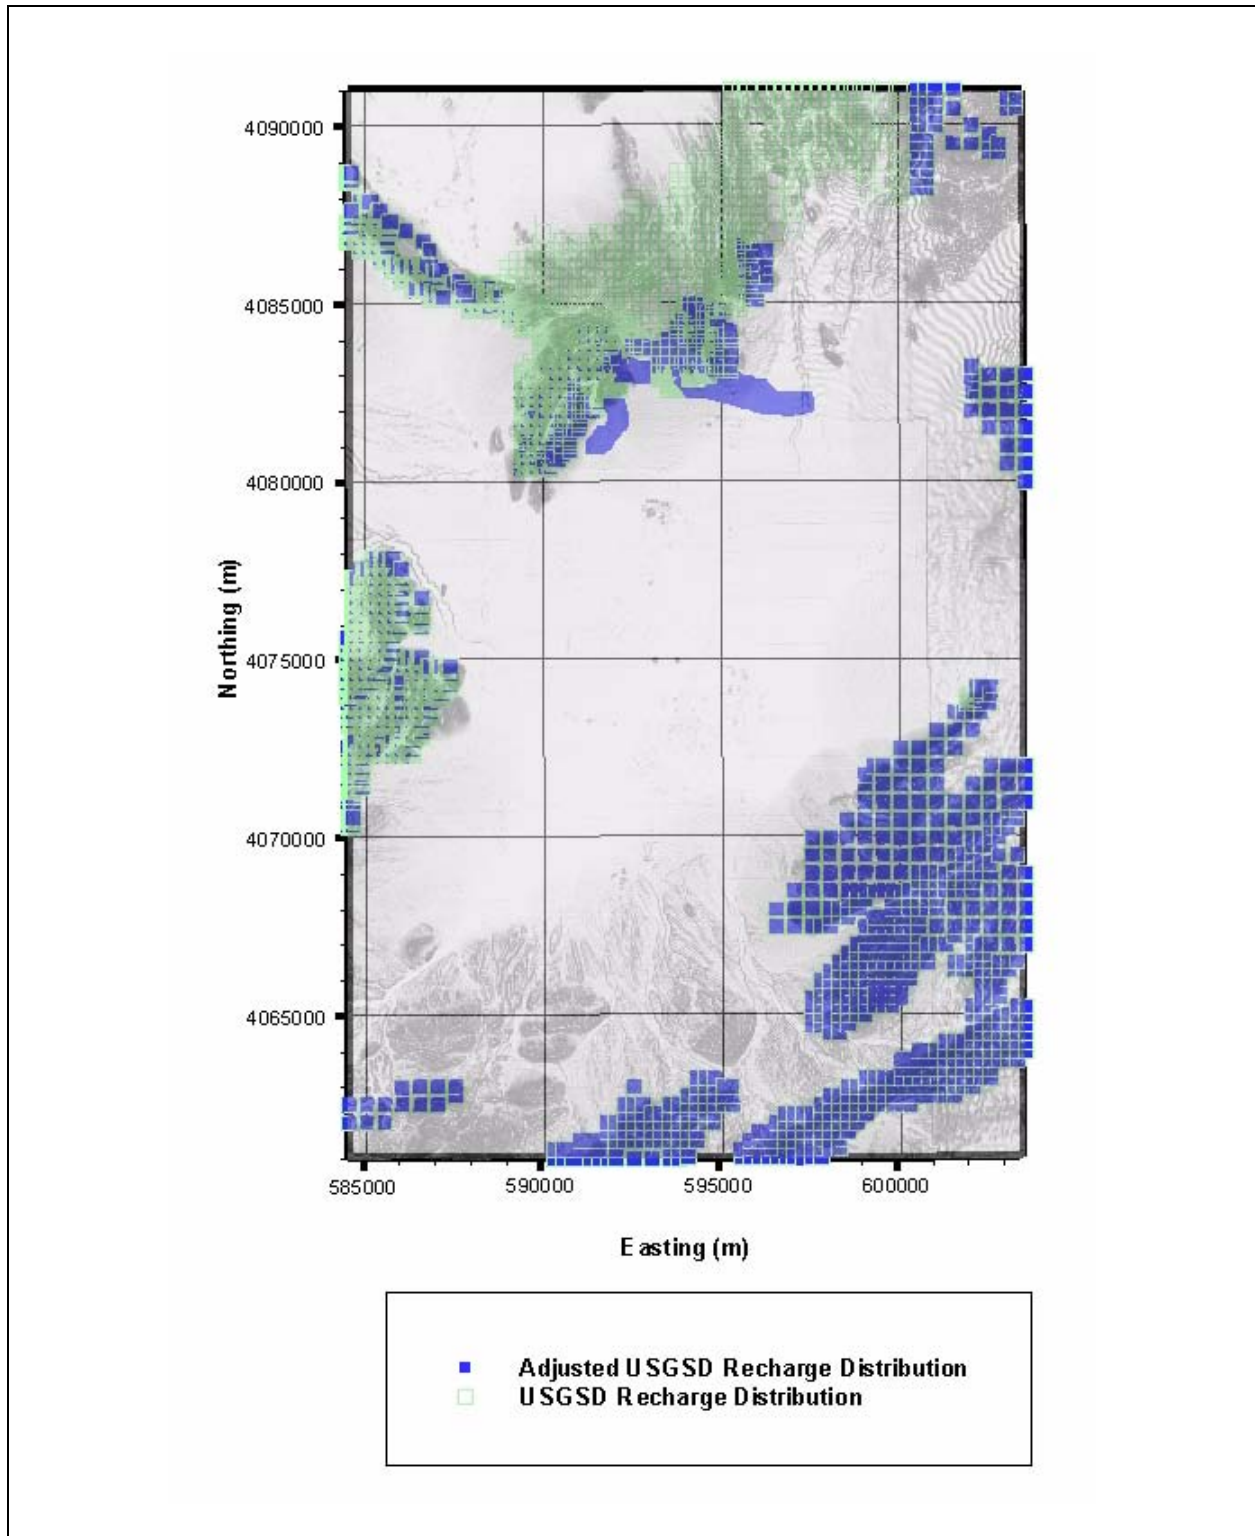 4090000
4085000
4080000
4075000
4070000
4065000
Northing (m)
585000 590000 595000 600000
Easting (m)
Adjusted USGSD Recharge Distribution
USGSD Recharge Distribution